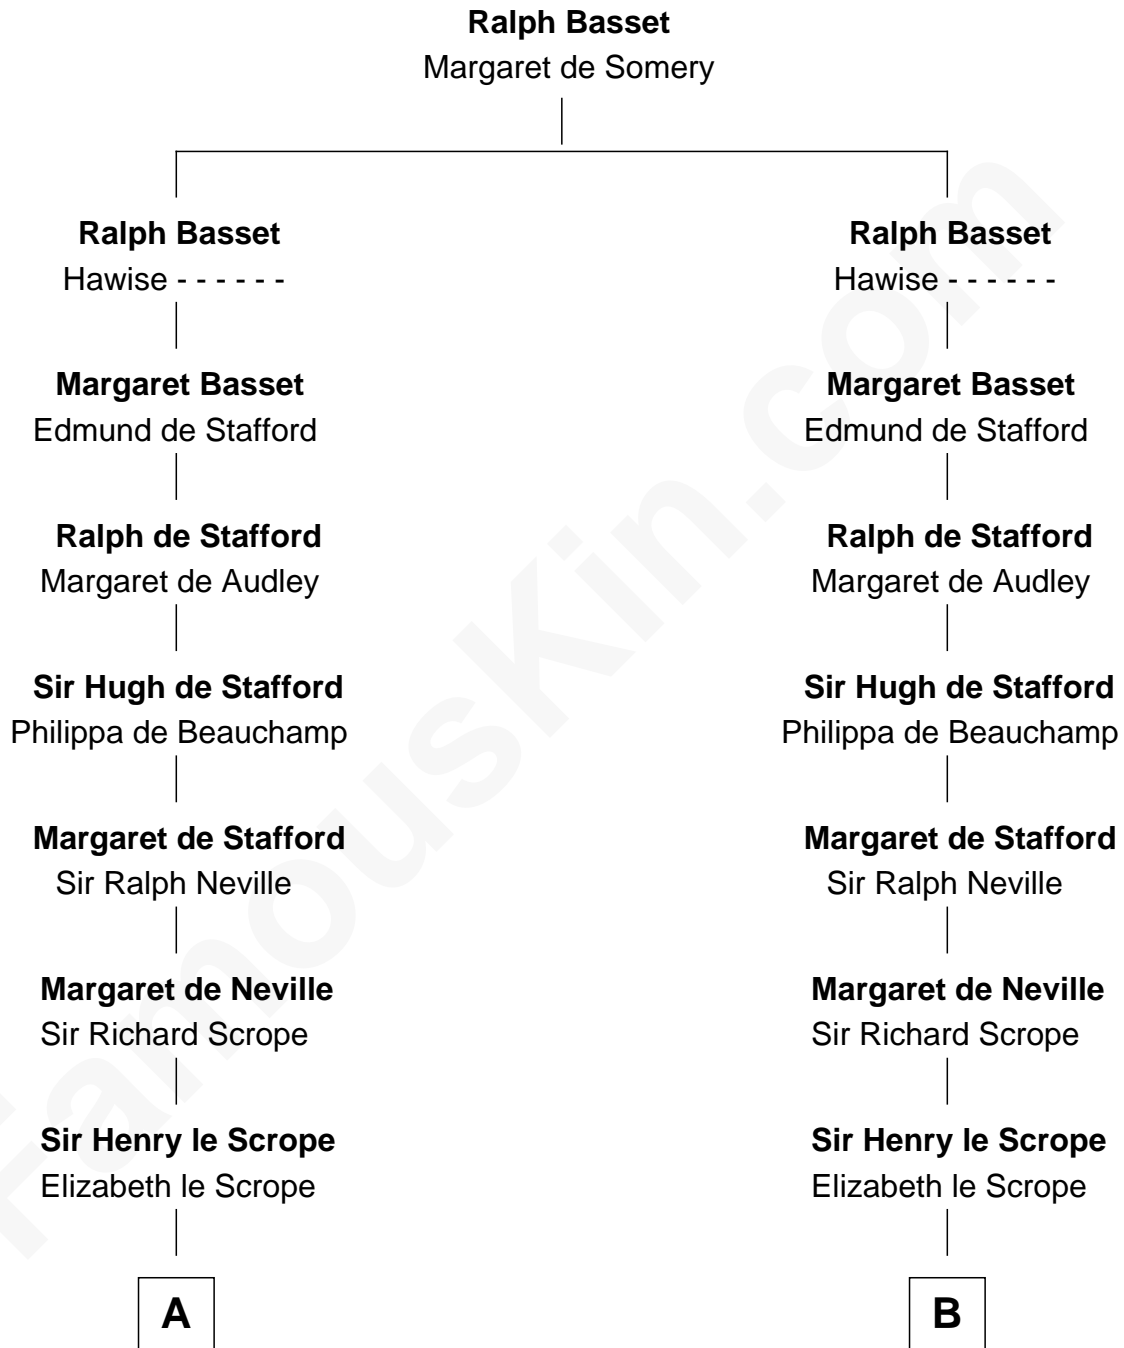 Ralph Basset
Margaret de Somery
Ralph Basset
Hawise - - - - - -
Margaret Basset
Edmund de Stafford
Ralph de Stafford
Margaret de Audley
Sir Hugh de Stafford
Philippa de Beauchamp
Margaret de Stafford
Sir Ralph Neville
Margaret de Neville
Sir Richard Scrope
Sir Henry le Scrope
Elizabeth le Scrope
A
Ralph Basset
Hawise - - - - - -
Margaret Basset
Edmund de Stafford
Ralph de Stafford
Margaret de Audley
Sir Hugh de Stafford
Philippa de Beauchamp
Margaret de Stafford
Sir Ralph Neville
Margaret de Neville
Sir Richard Scrope
Sir Henry le Scrope
Elizabeth le Scrope
B
FamousKin.com